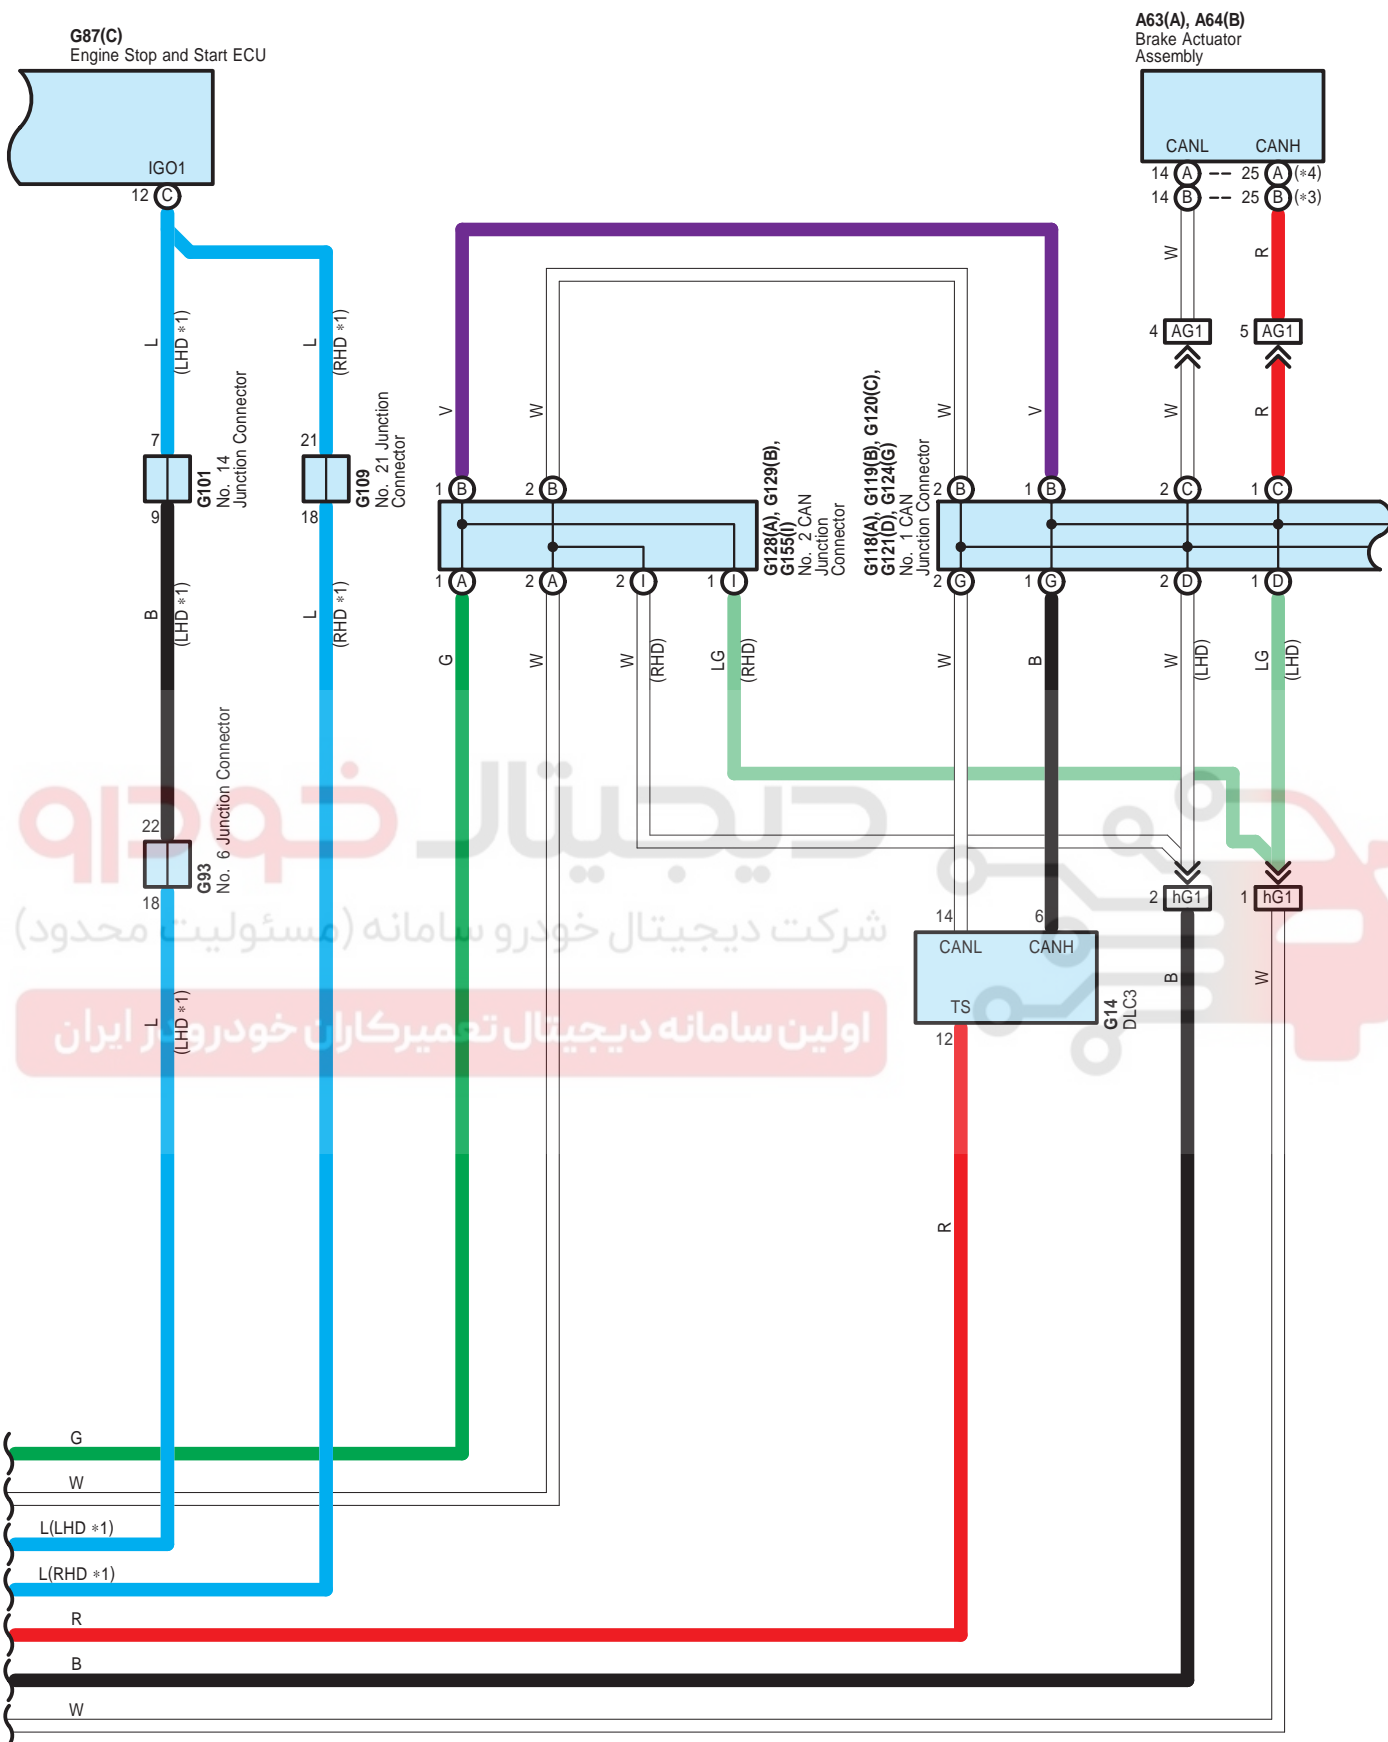 G87(C)
Engine Stop and Start ECU
IGO1
12 C
A63(A), A64(B)
Brake Actuator
Assembly
CANL CANH
14 A -- 25 A (*4)
14 B -- 25 B (*3)
W R
4 AG1 5 AG1
L (LHD *1) L (RHD *1)
V W W V W R
7 21
G101
No. 14
Junction Connector
G109
No. 21 Junction
Connector
9 18
1 B 2 B 2 B 1 B 2 C 1 C
G128(A), G129(B),
G155(I)
No. 2 CAN
Junction
Connector
G118(A), G119(B), G120(C),
G121(D), G124(G)
No. 1 CAN
Junction Connector
1 A 2 A 2 I 1 I 2 G 1 G 2 D 1 D
B (LHD *1) L (RHD *1)
G W W (RHD) LG (RHD) W B W (LHD) LG (LHD)
22
G93
No. 6 Junction Connector
18
دیجیتال خودرو
شرکت دیجیتال خودرو سامانه (مسئولیت محدود)
اولین سامانه دیجیتال تعمیرکاران خودرو در ایران
2 hG1 1 hG1
14 6
CANL CANH
TS
G14
DLC3
12
B W
L (LHD *1)
R
G
W
L(LHD *1)
L(RHD *1)
R
B
W